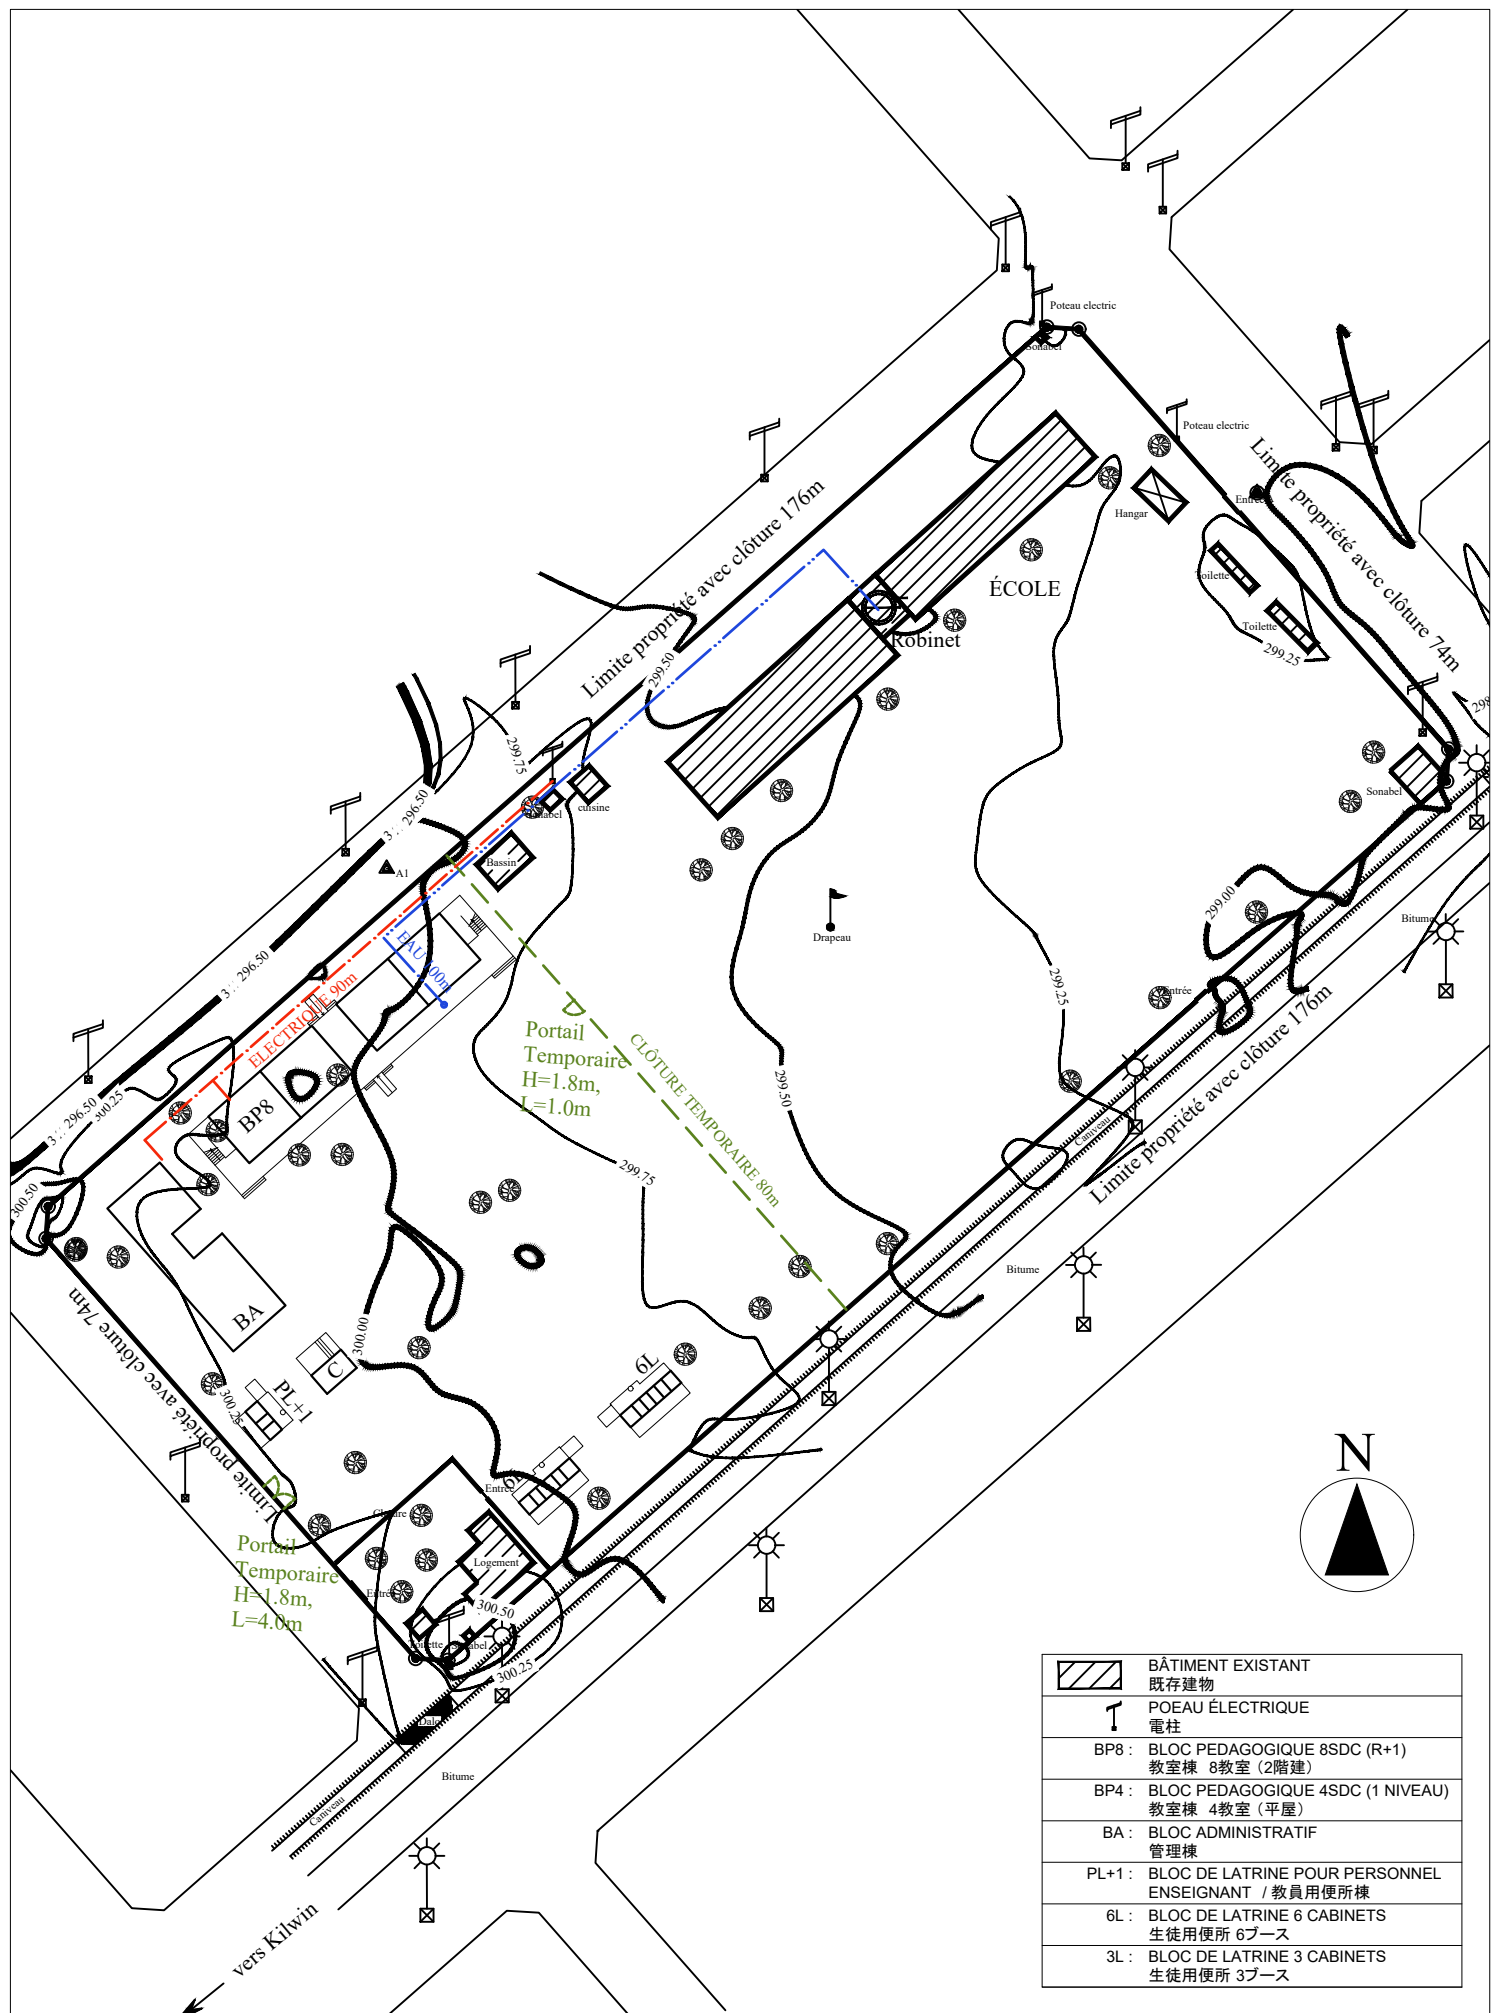 Poteau electric
Sonabel
Poteau electric
Limite propriété avec clôture 176m
Limite propriété avec clôture 74m
Entrée
Hangar
ÉCOLE
Toilette
Toilette
299.25
Robinet
299.50
299.75
Sonabel
cuisine
Sonabel
296.50
A1
Bassin
299.00
Bitume
Drapeau
EAU 100m
296.50
299.25
ELECTRIQUE 90m
Entrée
Portail
Temporaire
H=1.8m,
L=1.0m
CLÔTURE TEMPORAIRE 80m
299.50
296.50
300.25
BP8
Caniveau
Limite propriété avec clôture 176m
299.75
300.50
Bitume
BA
Limite propriété avec clôture 74m
300.00
C
6L
PL+1
300.25
N
6L
Entrée
Cloture
Logement
Portail
Temporaire
H=1.8m,
L=4.0m
Entrée
300.50
Toilette
Sonabel
300.25
Dalo
Bitume
Caniveau
vers Kilwin
BÂTIMENT EXISTANT
既存建物
POEAU ÉLECTRIQUE
電柱
BP8 : BLOC PEDAGOGIQUE 8SDC (R+1)
教室棟 8教室（2階建）
BP4 : BLOC PEDAGOGIQUE 4SDC (1 NIVEAU)
教室棟 4教室（平屋）
BA : BLOC ADMINISTRATIF
管理棟
PL+1 : BLOC DE LATRINE POUR PERSONNEL
ENSEIGNANT / 教員用便所棟
6L : BLOC DE LATRINE 6 CABINETS
生徒用便所 6ブース
3L : BLOC DE LATRINE 3 CABINETS
生徒用便所 3ブース